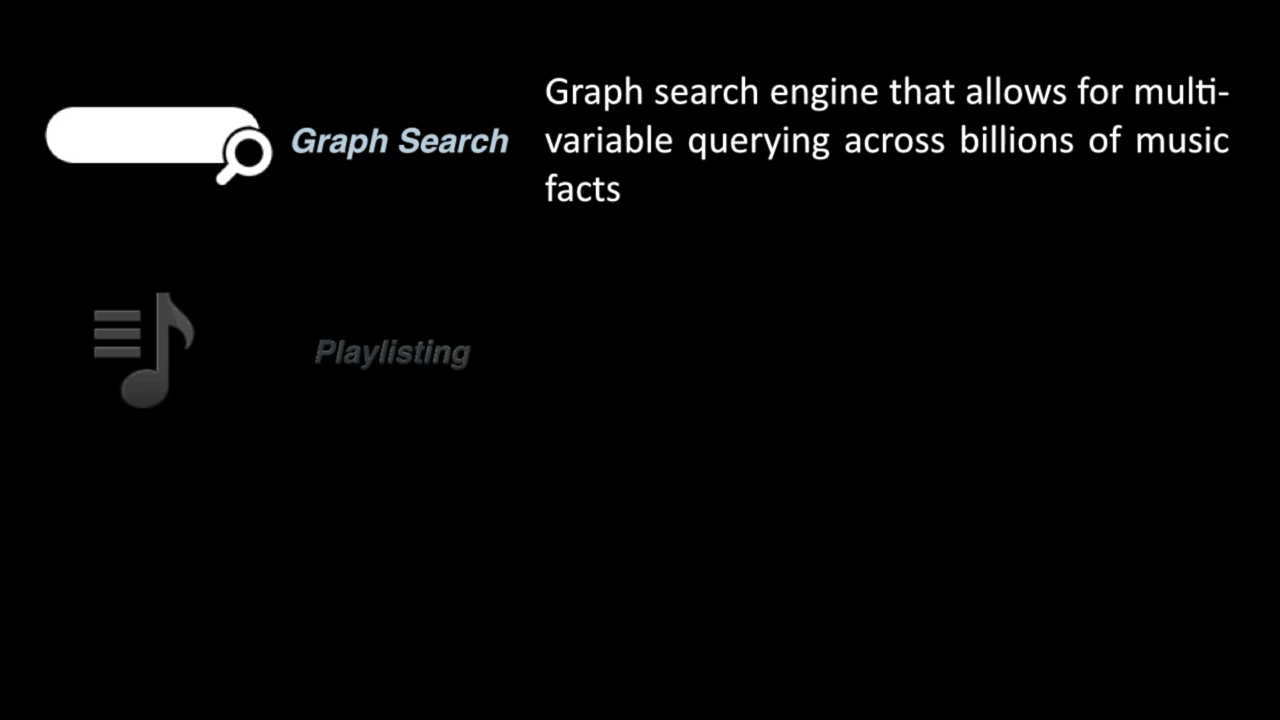 Graph Search
Graph search engine that allows for multi-
variable querying across billions of music
facts
Playlisting